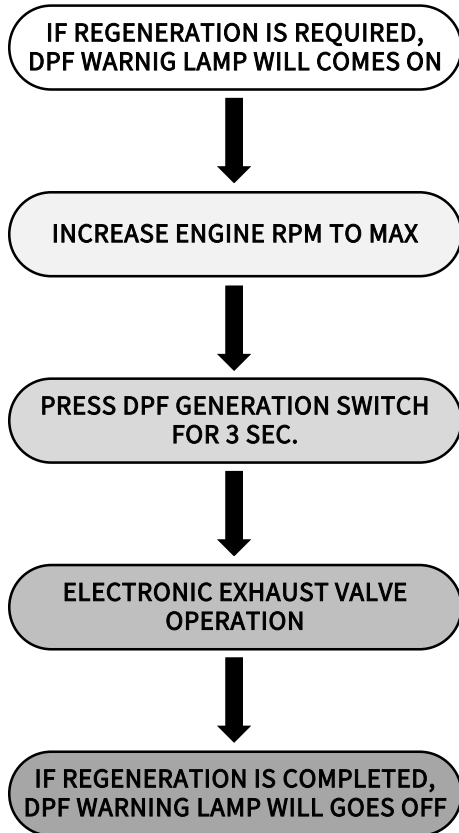 IF REGENERATION IS REQUIRED,
DPF WARNIG LAMP WILL COMES ON
INCREASE ENGINE RPM TO MAX
PRESS DPF GENERATION SWITCH
FOR 3 SEC.
ELECTRONIC EXHAUST VALVE
OPERATION
IF REGENERATION IS COMPLETED,
DPF WARNING LAMP WILL GOES OFF